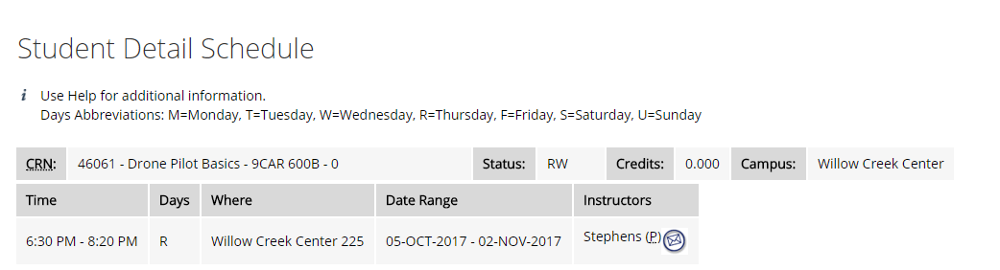 Student Detail Schedule
i Use Help for additional information.
Days Abbreviations: M=Monday, T=Tuesday, W=Wednesday, R=Thursday, F=Friday, S=Saturday, U=Sunday
CRN: 46061 - Drone Pilot Basics - 9CAR 600B - 0 Status: RW Credits: 0.000 Campus: Willow Creek Center
Time Days Where Date Range Instructors
6:30 PM - 8:20 PM R Willow Creek Center 225 05-OCT-2017 - 02-NOV-2017 Stephens (P)